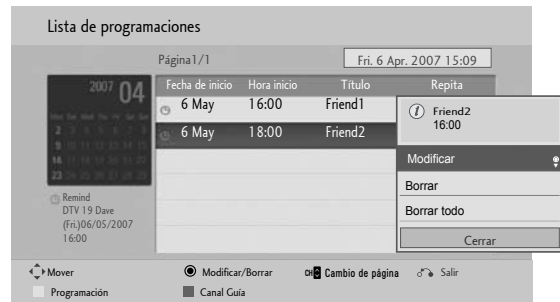 Lista de programaciones
Página1/1
Fri. 6 Apr. 2007 15:09
2007 04
Fecha de inicio Hora inicio Título Repita
6 May 16:00 Friend1
6 May 18:00 Friend2
Friend2
16:00
Modificar
Borrar
Borrar todo
Cerrar
Remind
DTV 19 Dave
(Fri.)06/05/2007
16:00
Mover
Modificar/Borrar
CH Cambio de página
Salir
Programación
Canal Guía